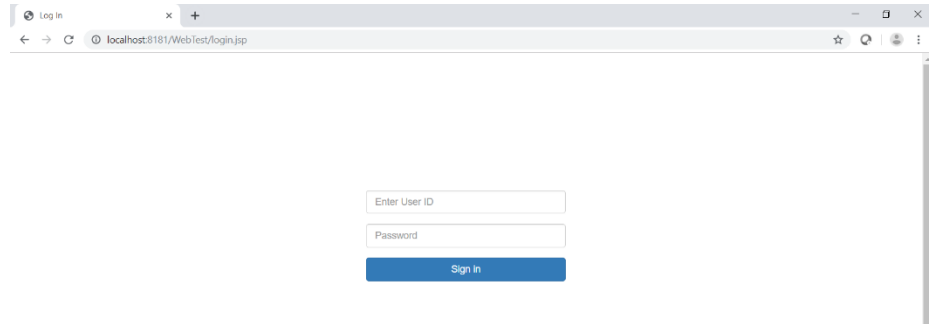 Log In
localhost:8181/WebTest/login.jsp
Enter User ID
Password
Sign in